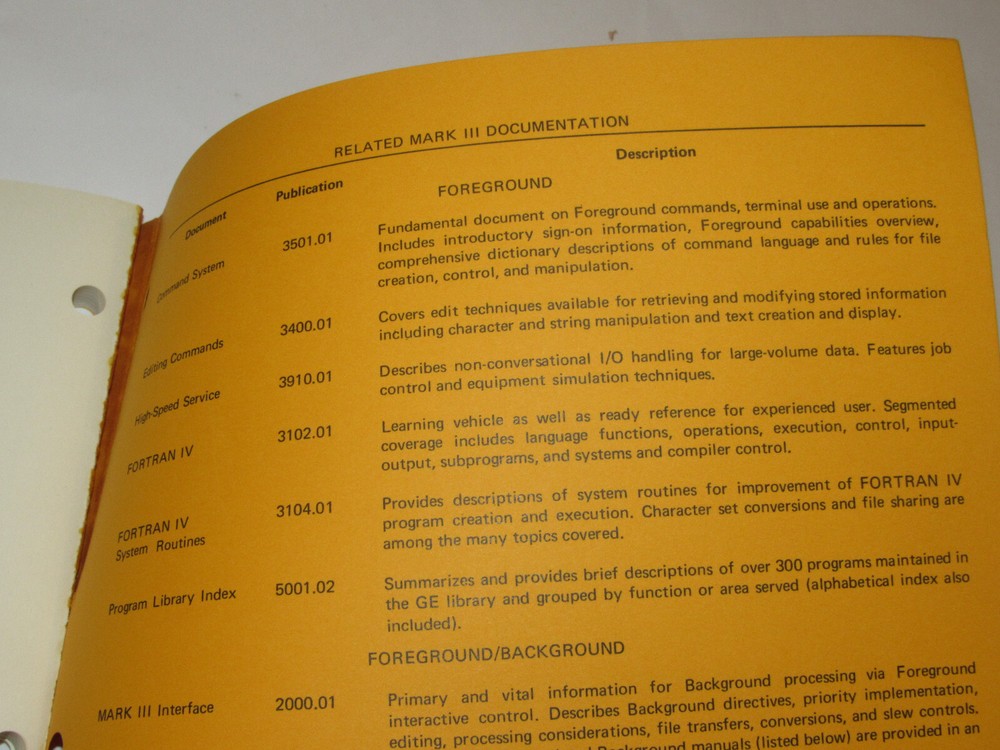 RELATED MARK III DOCUMENTATION
Document Publication Description
FOREGROUND
Command System 3501.01 Fundamental document on Foreground commands, terminal use and operations.
Includes introductory sign-on information, Foreground capabilities overview,
comprehensive dictionary descriptions of command language and rules for file
creation, control, and manipulation.
Editing Commands 3400.01 Covers edit techniques available for retrieving and modifying stored information
including character and string manipulation and text creation and display.
High-Speed Service 3910.01 Describes non-conversational I/O handling for large-volume data. Features job
control and equipment simulation techniques.
FORTRAN IV 3102.01 Learning vehicle as well as ready reference for experienced user. Segmented
coverage includes language functions, operations, execution, control, input-
output, subprograms, and systems and compiler control.
FORTRAN IV 3104.01 Provides descriptions of system routines for improvement of FORTRAN IV
System Routines program creation and execution. Character set conversions and file sharing are
among the many topics covered.
Program Library Index 5001.02 Summarizes and provides brief descriptions of over 300 programs maintained in
the GE library and grouped by function or area served (alphabetical index also
included).
FOREGROUND/BACKGROUND
MARK III Interface 2000.01 Primary and vital information for Background processing via Foreground
interactive control. Describes Background directives, priority implementation,
editing, processing considerations, file transfers, conversions, and slew controls.
Background manuals (listed below) are provided in an